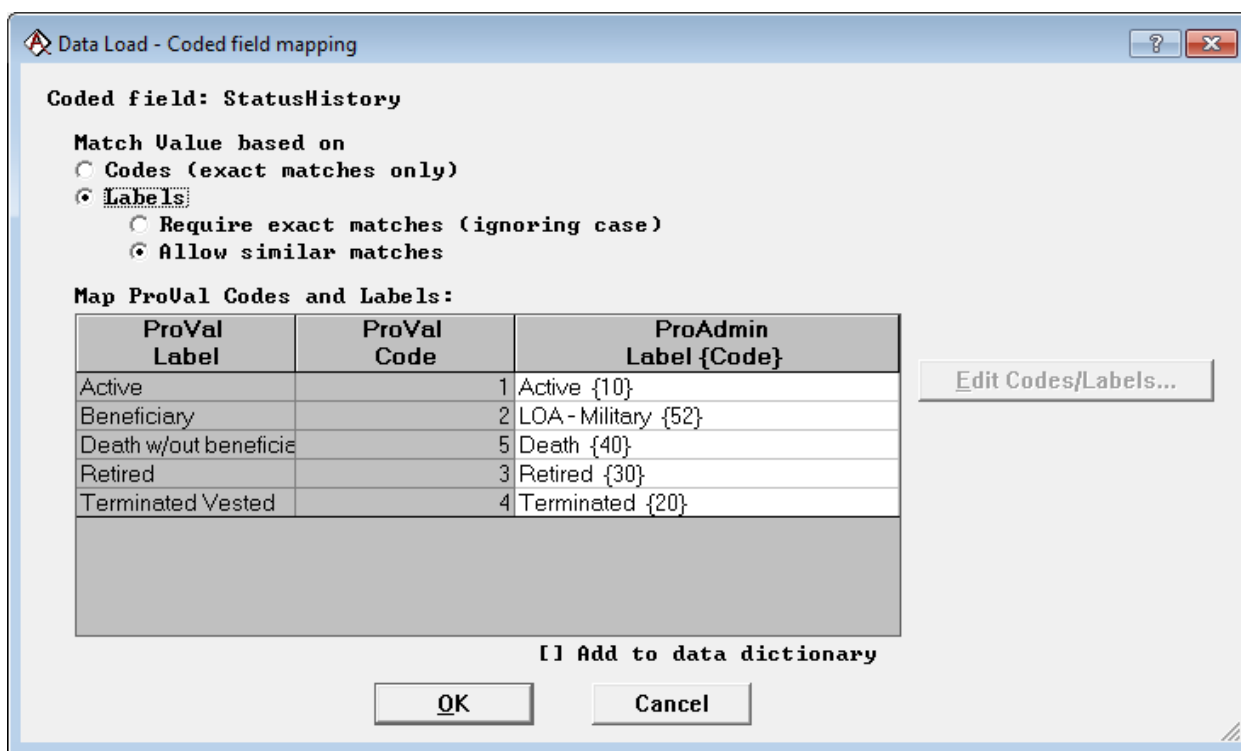 Data Load - Coded field mapping
Coded field: StatusHistory
Match Value based on
Codes (exact matches only)
Labels
Require exact matches (ignoring case)
Allow similar matches
Map ProVal Codes and Labels:
ProVal Label ProVal Code ProAdmin Label {Code}
Active 1 Active {10}
Beneficiary 2 LOA - Military {52}
Death w/out beneficia 5 Death {40}
Retired 3 Retired {30}
Terminated Vested 4 Terminated {20}
Edit Codes/Labels...
[] Add to data dictionary
OK Cancel